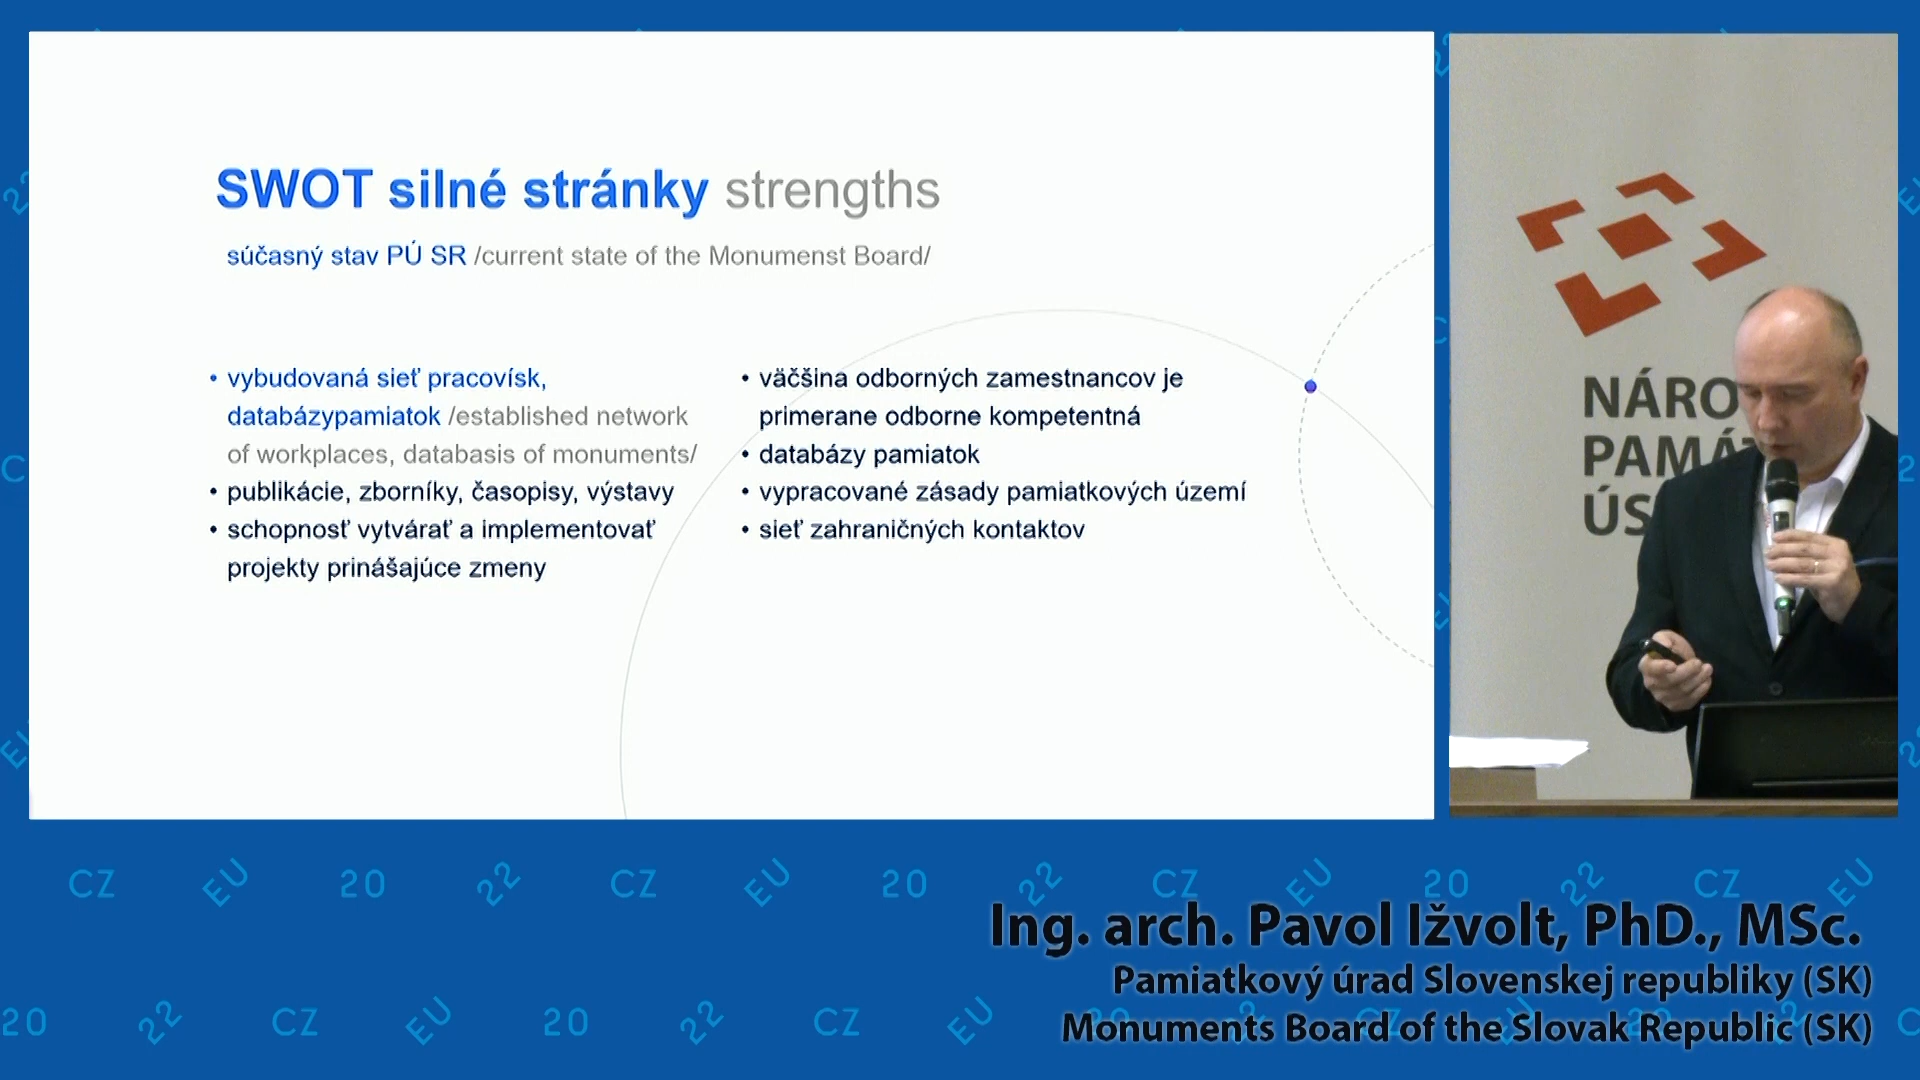 SWOT silné stránky strengths
súčasný stav PÚ SR /current state of the Monumenst Board/
• vybudovaná sieť pracovísk,
databázypamiatok /established network
of workplaces, databasis of monuments/
• publikácie, zborníky, časopisy, výstavy
• schopnosť vytvárať a implementovať
projekty prinášajúce zmeny
• väčšina odborných zamestnancov je
primerane odborne kompetentná
• databázy pamiatok
• vypracované zásady pamiatkových území
• sieť zahraničných kontaktov
NÁRO
PAMÁ
ÚS
CZ EU 20 22 CZ EU 20 22 CZ EU 20 22 CZ EU
Ing. arch. Pavol Ižvolt, PhD., MSc.
Pamiatkový úrad Slovenskej republiky (SK)
20 22 CZ EU 20 22 CZ EU
Monuments Board of the Slovak Republic (SK)